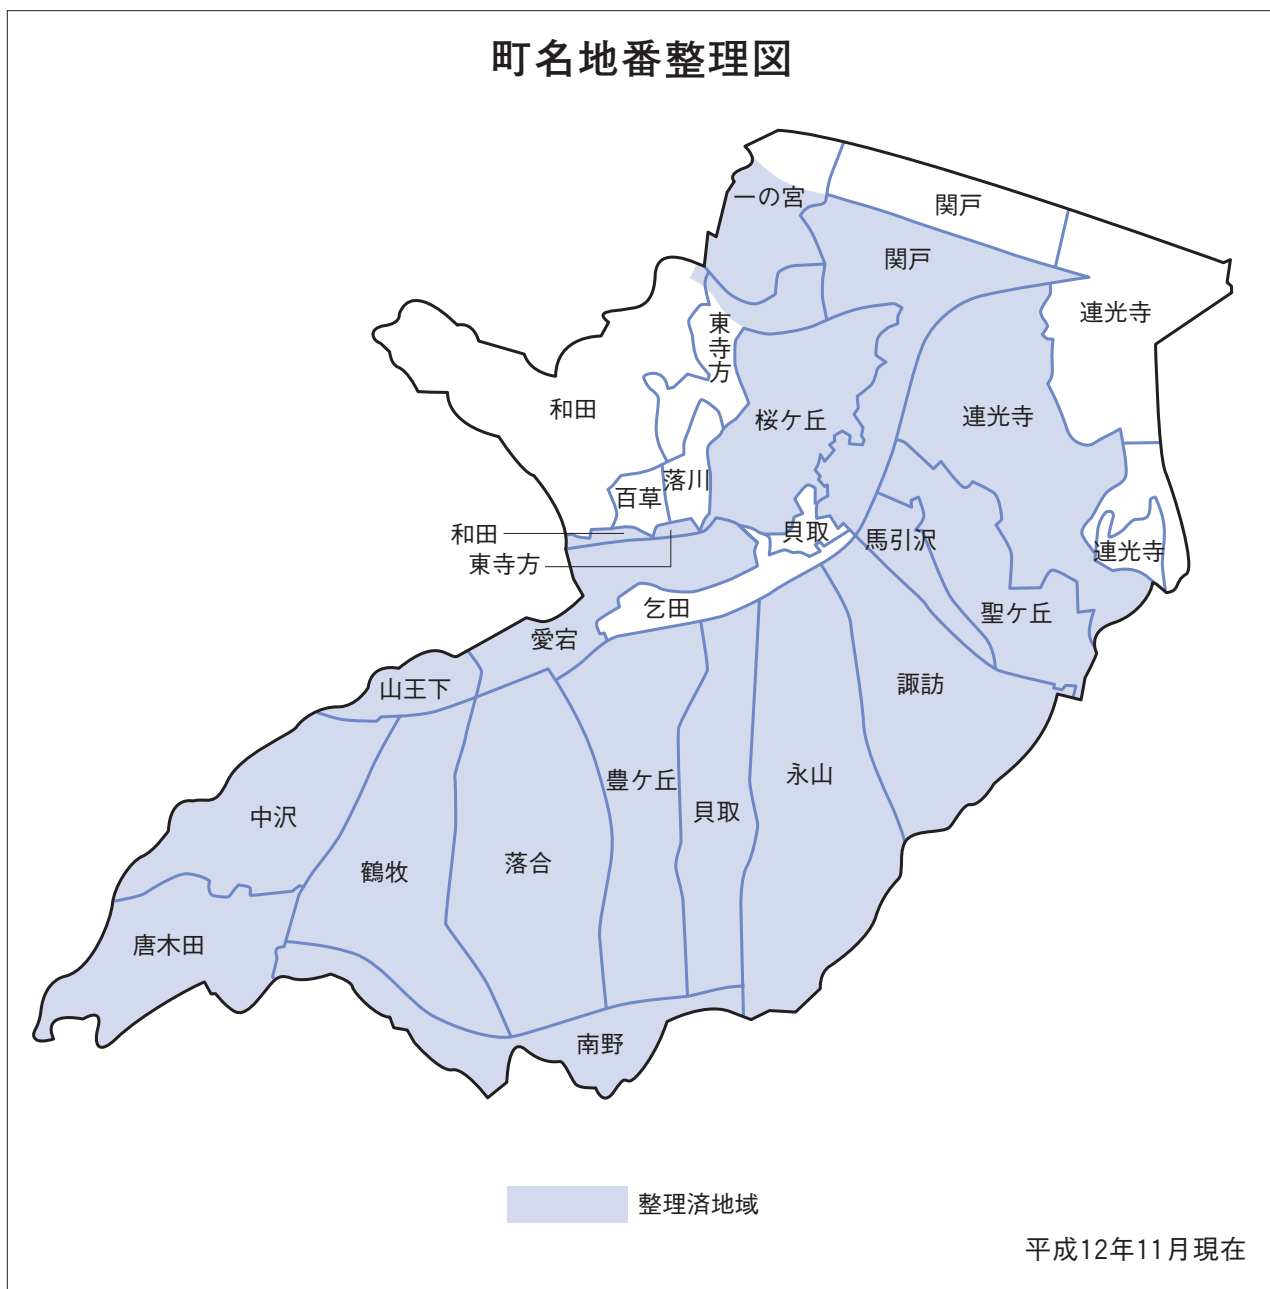 町名地番整理図
一の宮
関戸
関戸
連光寺
東寺方
和田
桜ケ丘
連光寺
落川
百草
和田
貝取
馬引沢
連光寺
東寺方
乞田
聖ケ丘
愛宕
山王下
諏訪
永山
豊ケ丘
貝取
中沢
落合
鶴牧
唐木田
南野
整理済地域
平成12年11月現在